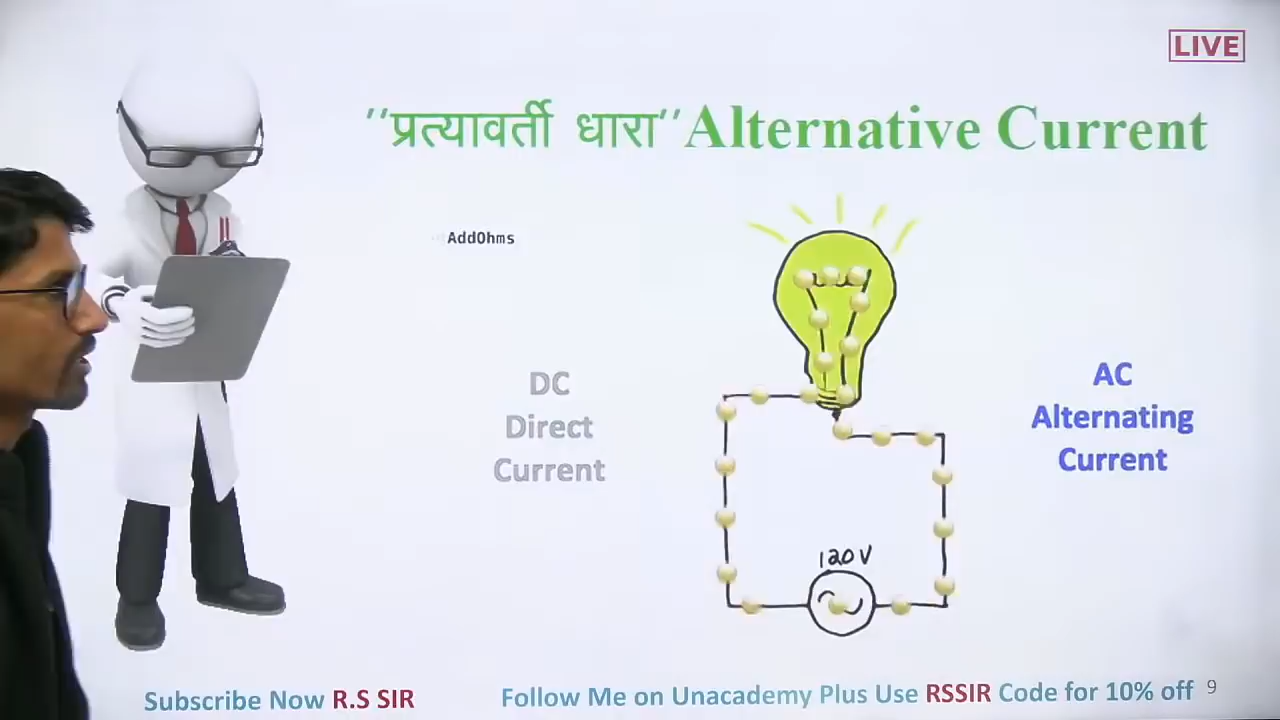 LIVE
"प्रत्यावर्ती धारा" Alternative Current
AddOhms
DC
Direct
Current
AC
Alternating
Current
120V
Subscribe Now R.S SIR
Follow Me on Unacademy Plus Use RSSIR Code for 10% off
9